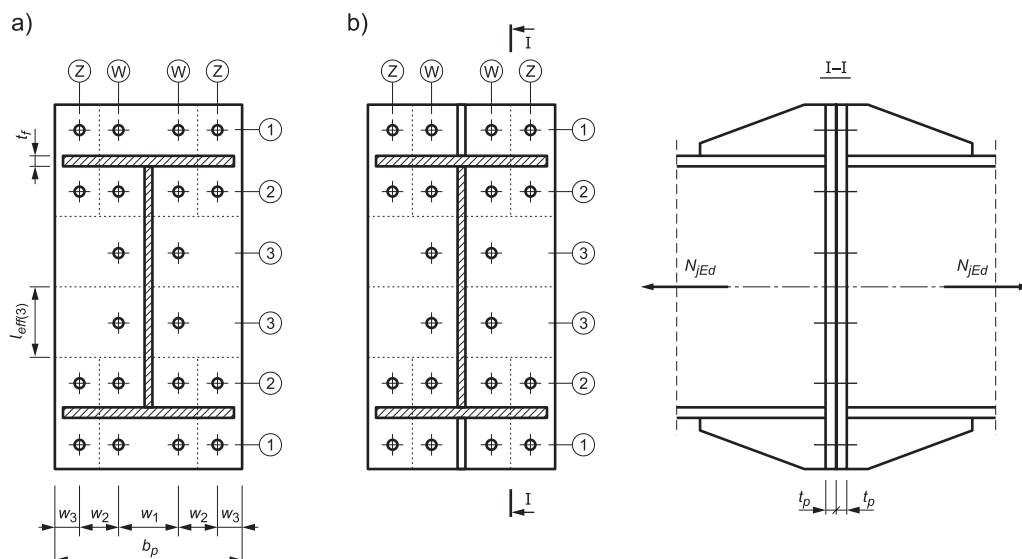 a)
Z W W Z
1
t_f
2
3
l_eff(3)
3
2
1
w_3 w_2 w_1 w_2 w_3
b_p
b)
I
Z W W Z
1
2
3
3
2
1
I
I-I
N_jEd N_jEd
t_p t_p